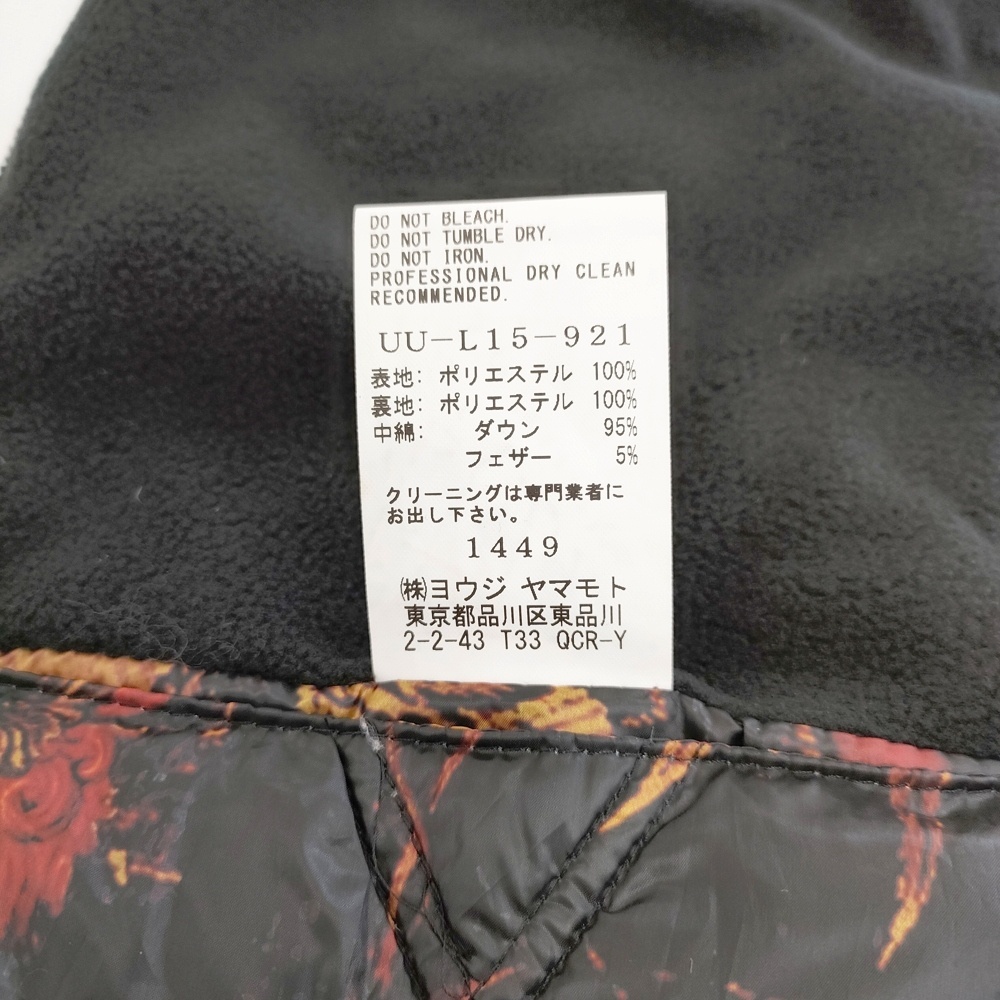 DO NOT BLEACH.
DO NOT TUMBLE DRY.
DO NOT IRON.
PROFESSIONAL DRY CLEAN
RECOMMENDED.
UU-L15-921
表地: ポリエステル 100%
裏地: ポリエステル 100%
中綿: ダウン 95%
フェザー 5%
クリーニングは専門業者に
お出し下さい。
1449
㈱ヨウジ ヤマモト
東京都品川区東品川
2-2-43 T33 QCR-Y